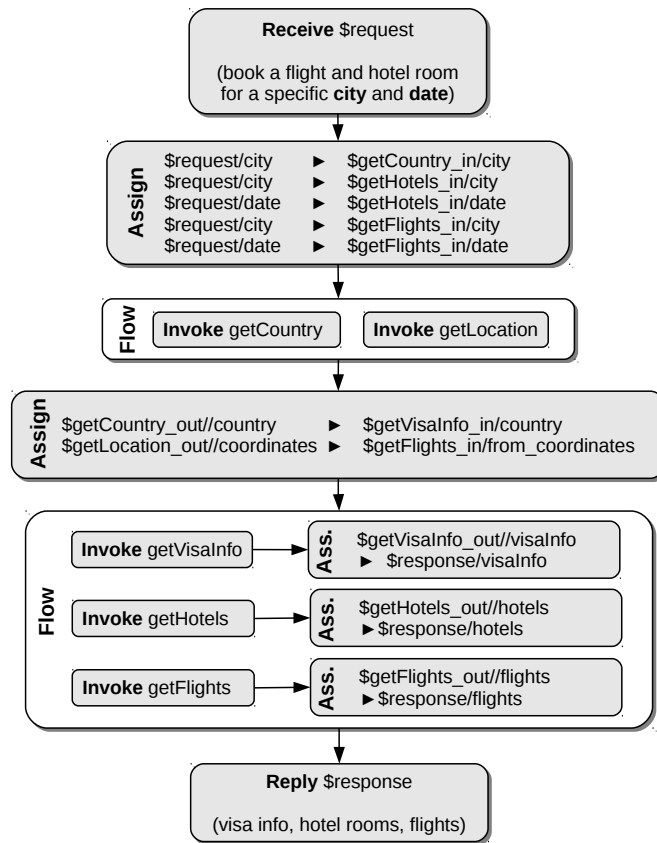 Receive $request
(book a flight and hotel room
for a specific city and date)
Assign
$request/city ► $getCountry_in/city
$request/city ► $getHotels_in/city
$request/date ► $getHotels_in/date
$request/city ► $getFlights_in/city
$request/date ► $getFlights_in/date
Flow
Invoke getCountry
Invoke getLocation
Assign
$getCountry_out//country ► $getVisaInfo_in/country
$getLocation_out//coordinates ► $getFlights_in/from_coordinates
Flow
Invoke getVisaInfo
Ass.
$getVisaInfo_out//visaInfo
► $response/visaInfo
Invoke getHotels
Ass.
$getHotels_out//hotels
►$response/hotels
Invoke getFlights
Ass.
$getFlights_out//flights
►$response/flights
Reply $response
(visa info, hotel rooms, flights)